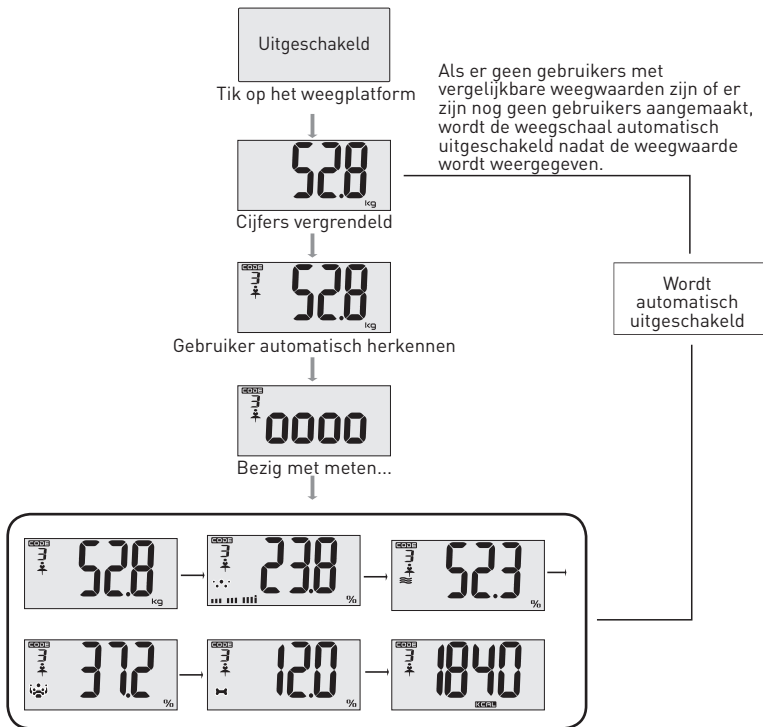 Uitgeschakeld
Tik op het weegplatform
Als er geen gebruikers met
vergelijkbare weegwaarden zijn of er
zijn nog geen gebruikers aangemaakt,
wordt de weegschaal automatisch
uitgeschakeld nadat de weegwaarde
wordt weergegeven.
52.8
kg
Cijfers vergrendeld
CODE
3
52.8
kg
Gebruiker automatisch herkennen
CODE
3
0000
Bezig met meten...
Wordt
automatisch
uitgeschakeld
CODE
3
52.8
kg
CODE
3
23.8
%
CODE
3
52.3
%
CODE
3
37.2
%
CODE
3
12.0
%
CODE
3
1840
KCAL